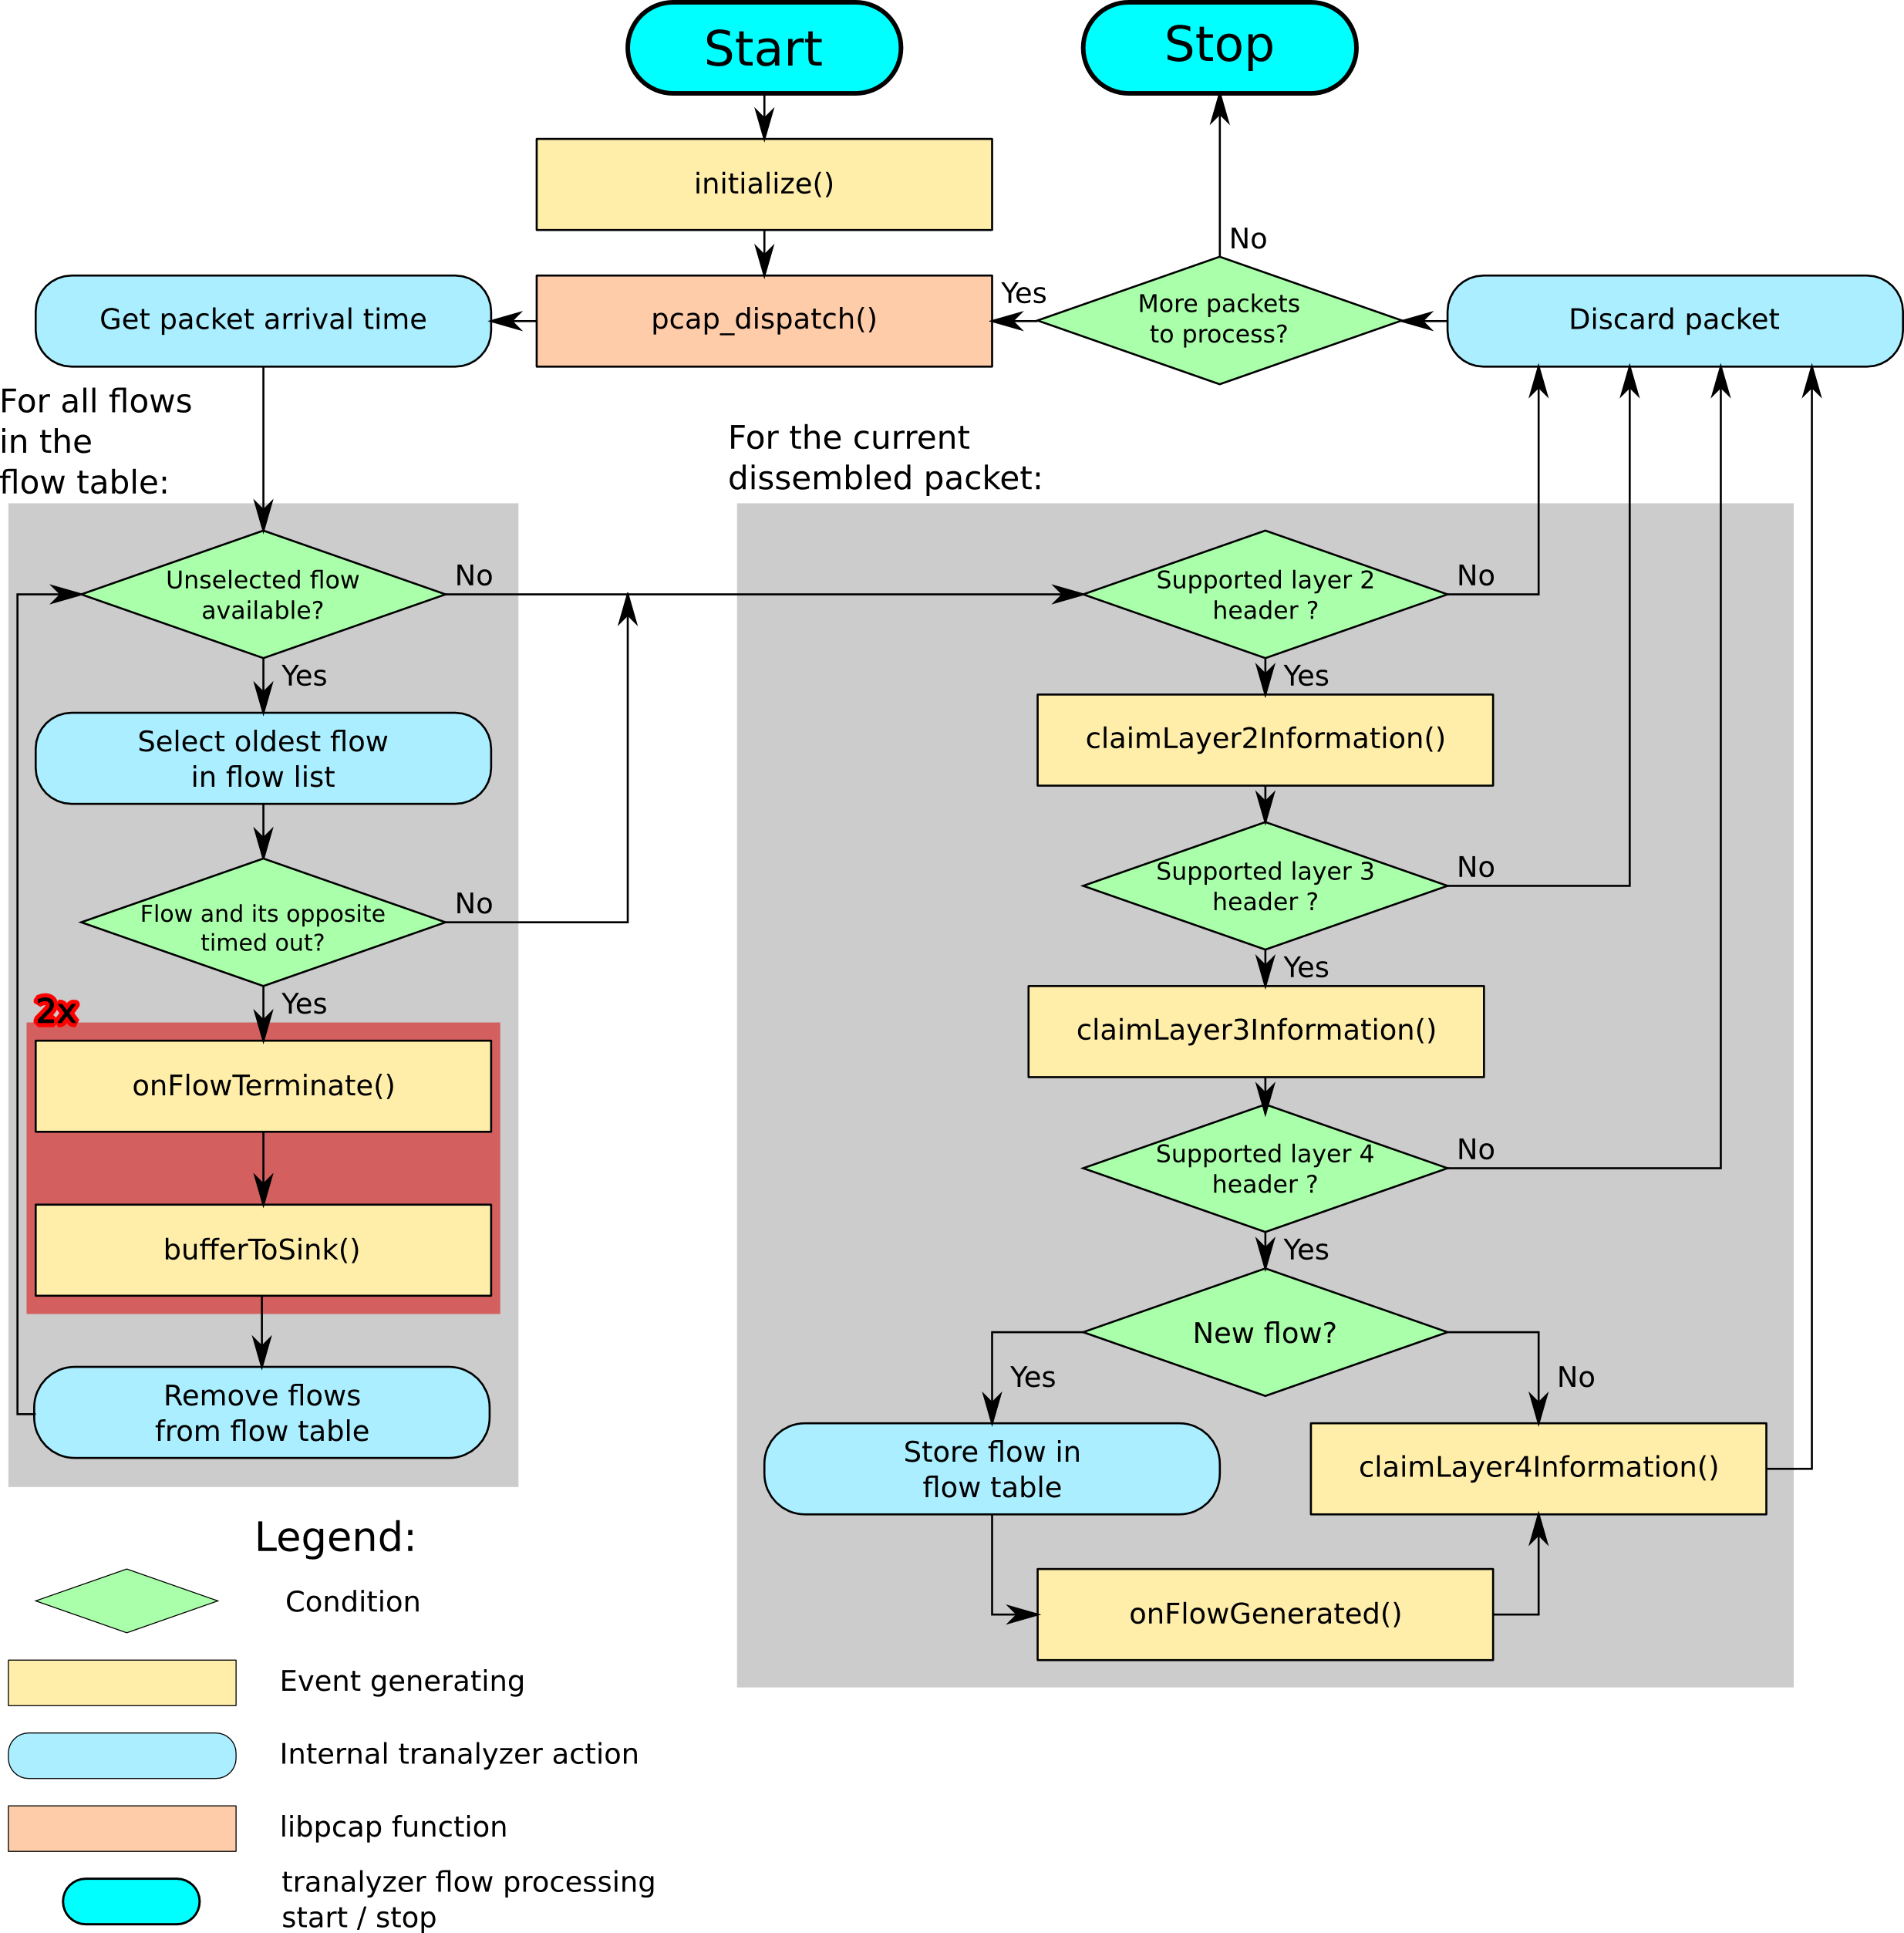 Start
Stop
initialize()
No
Get packet arrival time
pcap_dispatch()
Yes
More packets
to process?
Discard packet
For all flows
in the
flow table:
For the current
dissembled packet:
Unselected flow
available?
No
Yes
Select oldest flow
in flow list
Flow and its opposite
timed out?
No
Yes
2x
onFlowTerminate()
bufferToSink()
Remove flows
from flow table
Supported layer 2
header ?
No
Yes
claimLayer2Information()
Supported layer 3
header ?
No
Yes
claimLayer3Information()
Supported layer 4
header ?
No
Yes
New flow?
Yes
No
Store flow in
flow table
claimLayer4Information()
onFlowGenerated()
Legend:
Condition
Event generating
Internal tranalyzer action
libpcap function
tranalyzer flow processing
start / stop